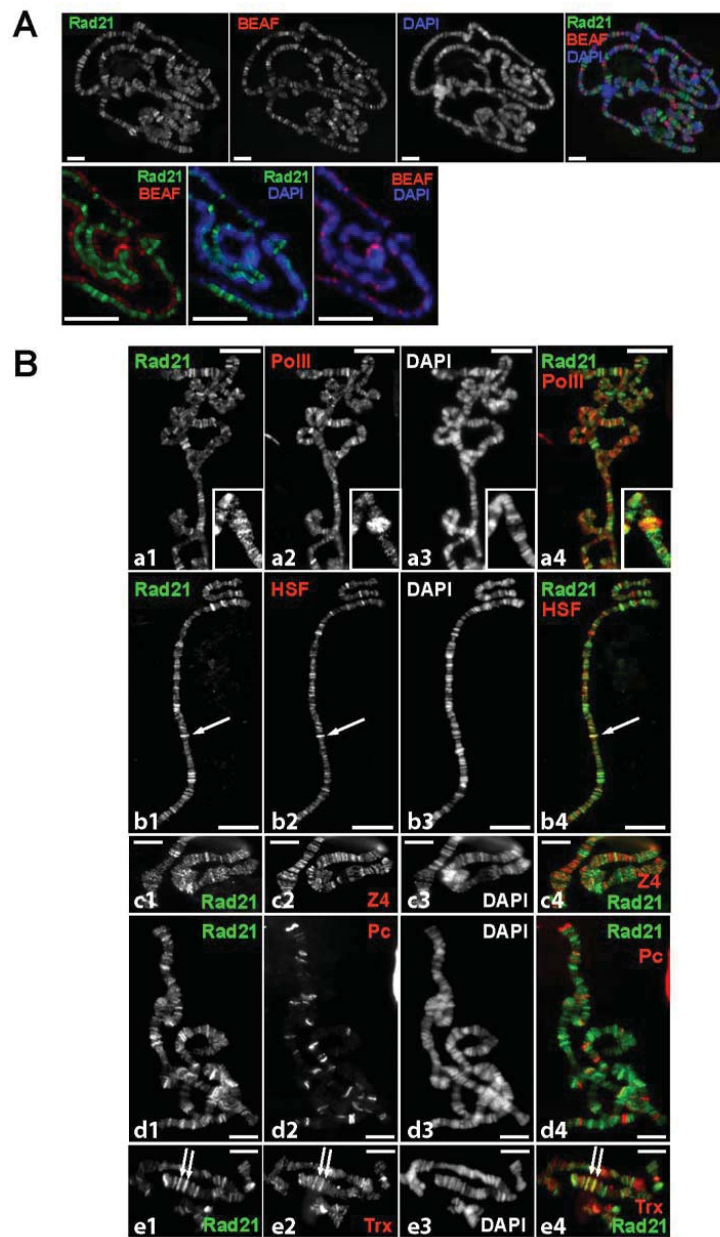 A
Rad21
BEAF
DAPI
Rad21
BEAF
DAPI
Rad21
BEAF
Rad21
DAPI
BEAF
DAPI
B
Rad21
PolII
DAPI
Rad21
PolII
a1
a2
a3
a4
Rad21
HSF
DAPI
Rad21
HSF
b1
b2
b3
b4
c1
Rad21
c2
Z4
c3
DAPI
c4
Z4
Rad21
Rad21
Pc
DAPI
Rad21
Pc
d1
d2
d3
d4
e1
Rad21
e2
Trx
e3
DAPI
e4
Trx
Rad21